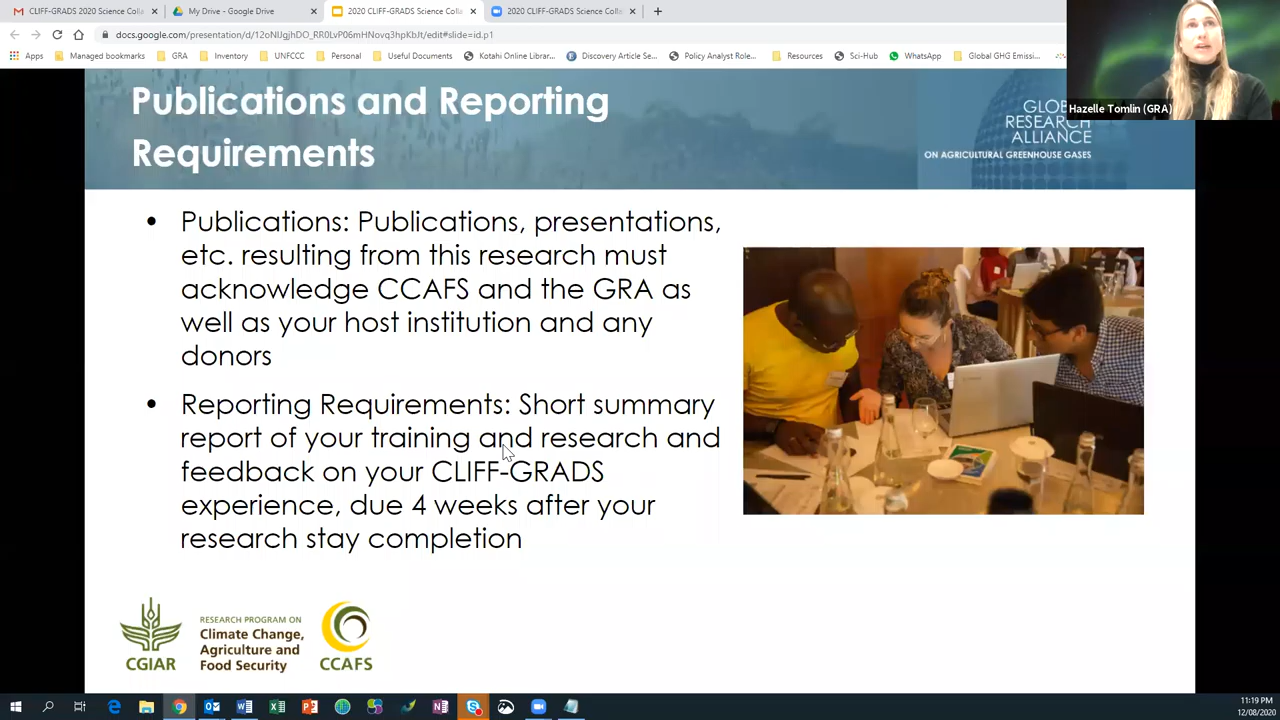 CLIFF-GRADS 2020 Science Colla
My Drive - Google Drive
2020 CLIFF-GRADS Science Colla
2020 CLIFF-GRADS Science Colla
docs.google.com/presentation/d/12oNlJgjhDO_RR0LvP06mHNovq3hpKbJt/edit#slide=id.p1
Apps
Managed bookmarks
GRA
Inventory
UNFCCC
Personal
Useful Documents
Kotahi Online Librar...
Discovery Article Se...
Policy Analyst Role...
Resources
Sci-Hub
WhatsApp
Global GHG Emissi...
Hazelle Tomlin (GRA)
Publications and Reporting
Requirements
RESEARCH
ALLIANCE
ON AGRICULTURAL GREENHOUSE GASES
• Publications: Publications, presentations,
etc. resulting from this research must
acknowledge CCAFS and the GRA as
well as your host institution and any
donors
• Reporting Requirements: Short summary
report of your training and research and
feedback on your CLIFF-GRADS
experience, due 4 weeks after your
research stay completion
CGIAR
RESEARCH PROGRAM ON
Climate Change,
Agriculture and
Food Security
CCAFS
11:19 PM
12/08/2020